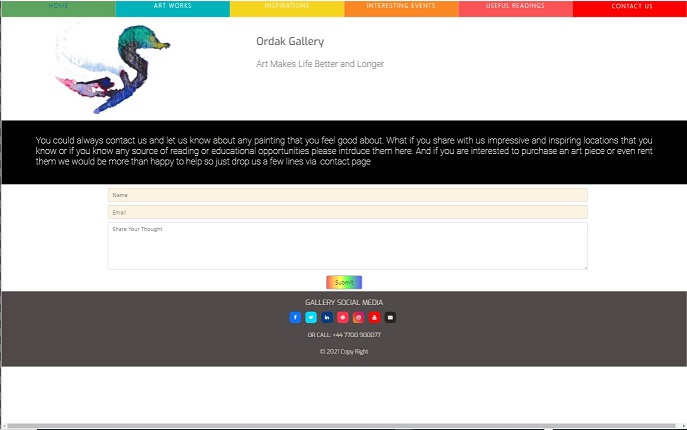 HOME
ART WORKS
INSPIRATIONS
INTERESTING EVENTS
USEFUL READINGS
CONTACT US
Ordak Gallery
Art Makes Life Better and Longer
You could always contact us and let us know about any painting that you feel good about. What if you share with us impressive and inspiring locations that you
know or if you know any source of reading or educational opportunities please intrduce them here. And if you are interested to purchase an art piece or even rent
them we would be more than happy to help so just drop us a few lines via contact page
Name
Email
Share Your Thought
Submit
GALLERY SOCIAL MEDIA
OR CALL: +44 7700 900077
© 2021 Copy Right